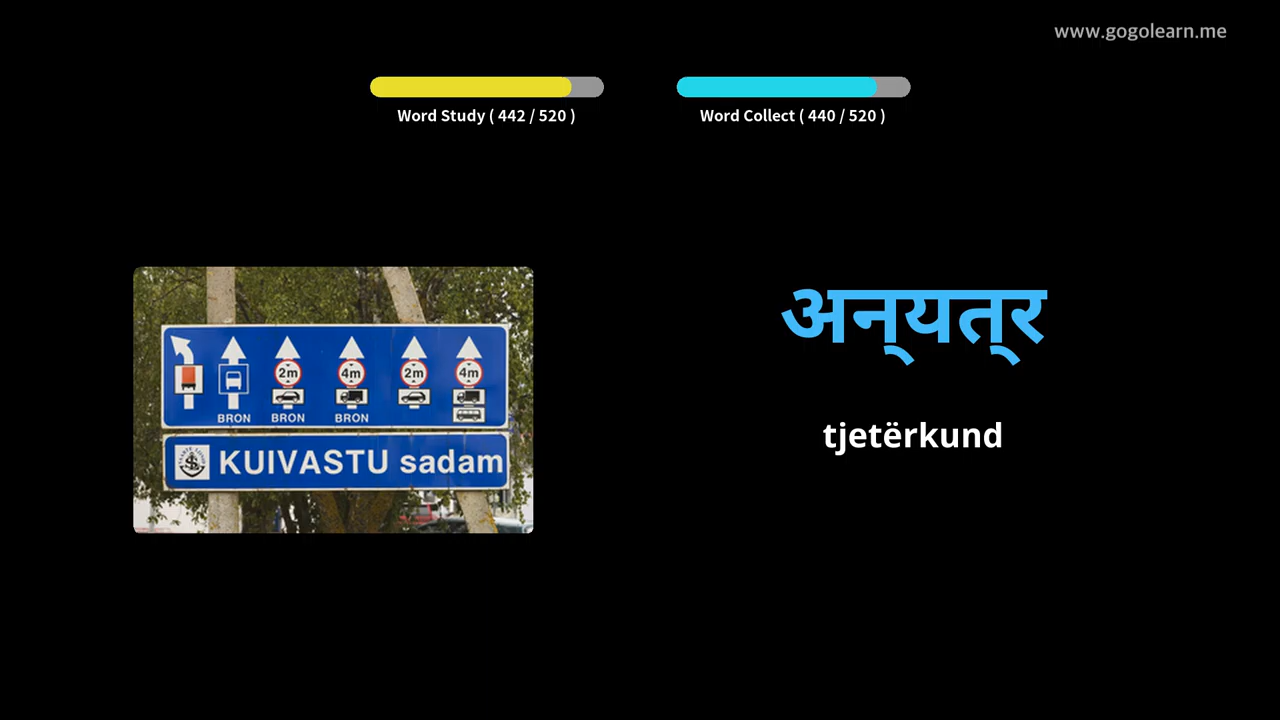 www.gogolearn.me
Word Study ( 442 / 520 )
Word Collect ( 440 / 520 )
2m
4m
2m
4m
BRON
BRON
BRON
KUIVASTU sadam
अन्‌यत्‌र
tjetërkund